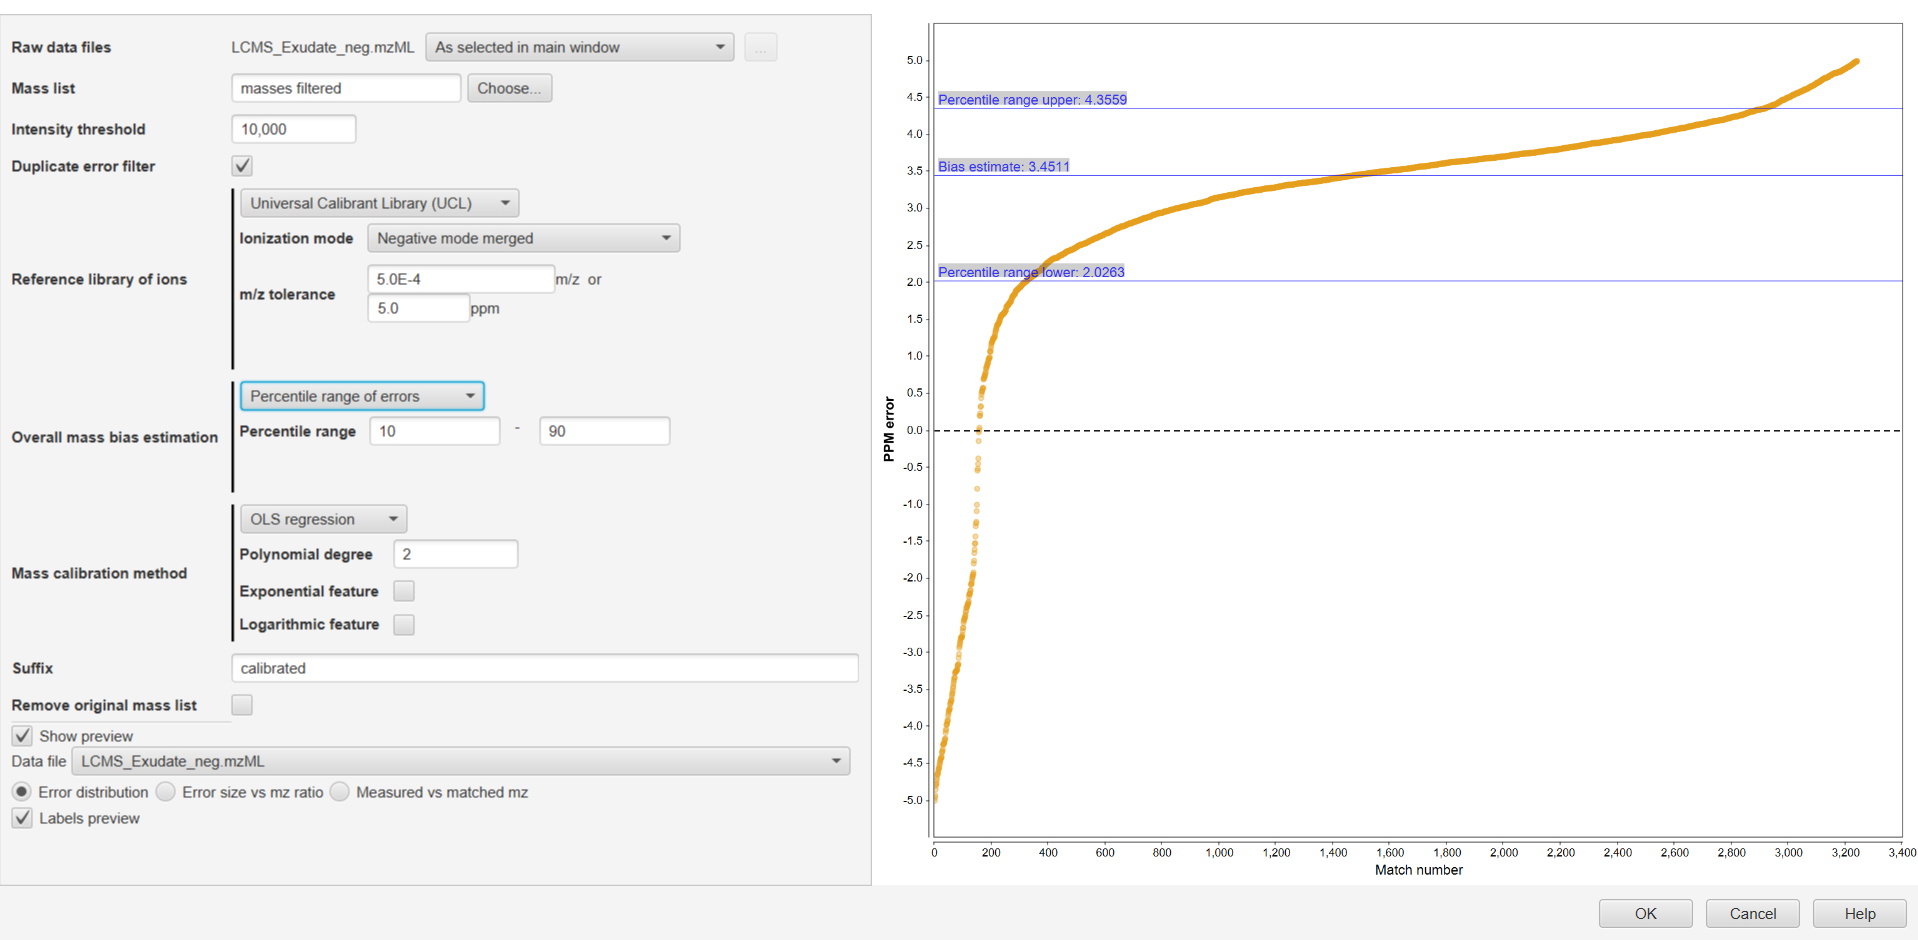 Raw data files LCMS_Exudate_neg.mzML As selected in main window ...
Mass list masses filtered Choose...
Intensity threshold 10,000
Duplicate error filter
Universal Calibrant Library (UCL)
Ionization mode Negative mode merged
Reference library of ions
m/z tolerance
5.0E-4 m/z or
5.0 ppm
Percentile range of errors
Overall mass bias estimation
Percentile range 10 - 90
OLS regression
Polynomial degree 2
Mass calibration method
Exponential feature
Logarithmic feature
Suffix calibrated
Remove original mass list
Show preview
Data file LCMS_Exudate_neg.mzML
Error distribution Error size vs mz ratio Measured vs matched mz
Labels preview
PPM error
5.0
4.5
4.0
3.5
3.0
2.5
2.0
1.5
1.0
0.5
0.0
-0.5
-1.0
-1.5
-2.0
-2.5
-3.0
-3.5
-4.0
-4.5
-5.0
Percentile range upper: 4.3559
Bias estimate: 3.4511
Percentile range lower: 2.0263
0 200 400 600 800 1,000 1,200 1,400 1,600 1,800 2,000 2,200 2,400 2,600 2,800 3,000 3,200 3,400
Match number
OK Cancel Help